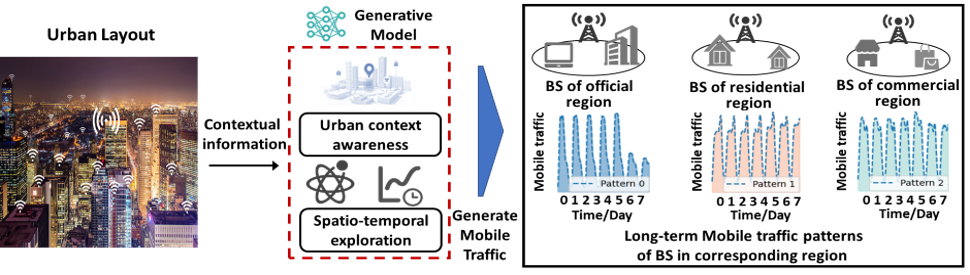 Urban Layout
Contextual
information
Generative
Model
Urban context
awareness
Spatio-temporal
exploration
Generate
Mobile
Traffic
BS of official
region
BS of residential
region
BS of commercial
region
Mobile traffic
Pattern 0
0 1 2 3 4 5 6 7
Time/Day
Mobile traffic
Pattern 1
0 1 2 3 4 5 6 7
Time/Day
Mobile traffic
Pattern 2
0 1 2 3 4 5 6 7
Time/Day
Long-term Mobile traffic patterns
of BS in corresponding region